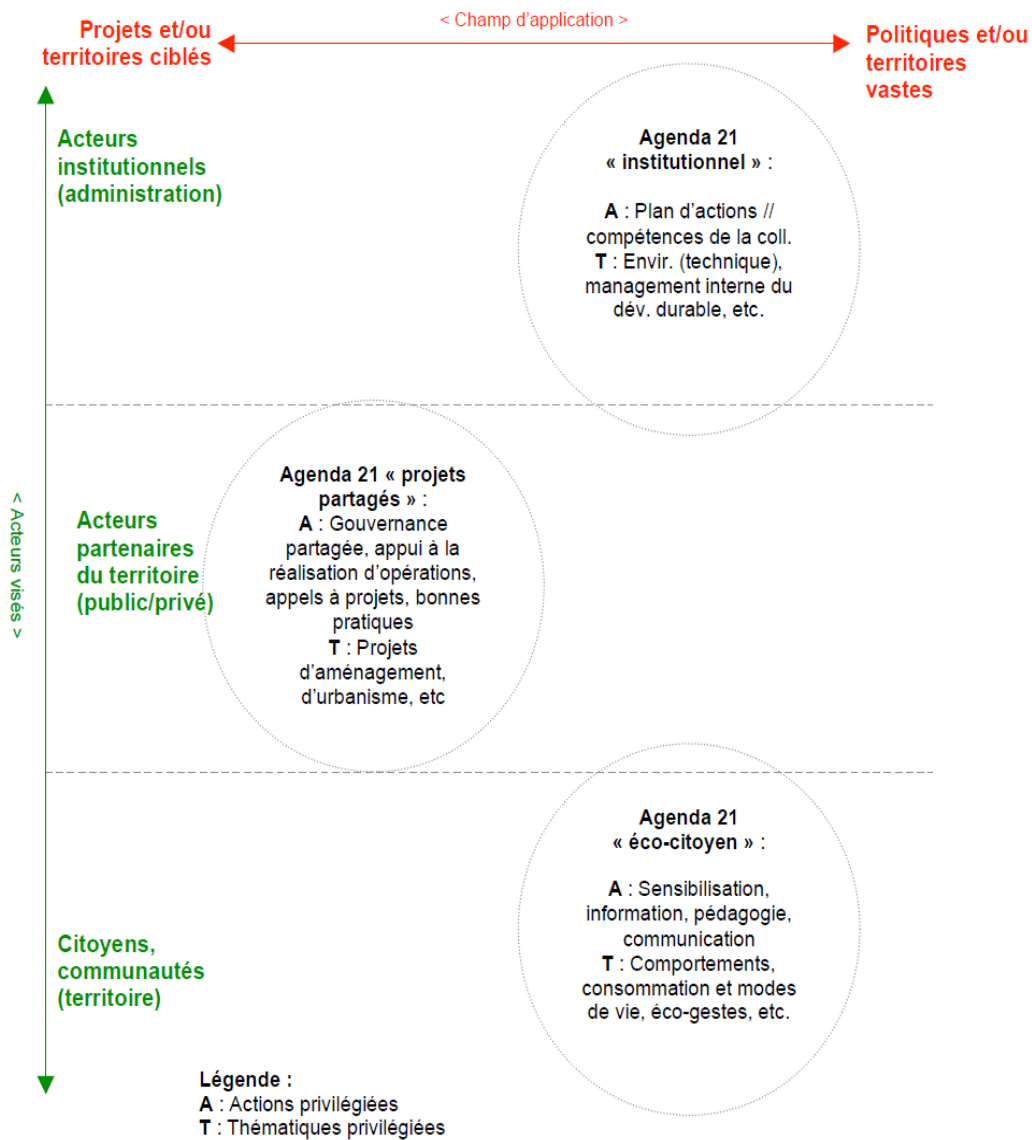 < Champ d’application >
Projets et/ou
territoires ciblés
Politiques et/ou
territoires
vastes
Acteurs
institutionnels
(administration)
Agenda 21
« institutionnel » :
A : Plan d’actions //
compétences de la coll.
T : Envir. (technique),
management interne du
dév. durable, etc.
< Acteurs visés >
Acteurs
partenaires
du territoire
(public/privé)
Agenda 21 « projets
partagés » :
A : Gouvernance
partagée, appui à la
réalisation d’opérations,
appels à projets, bonnes
pratiques
T : Projets
d’aménagement,
d’urbanisme, etc
Citoyens,
communautés
(territoire)
Agenda 21
« éco-citoyen » :
A : Sensibilisation,
information, pédagogie,
communication
T : Comportements,
consommation et modes
de vie, éco-gestes, etc.
Légende :
A : Actions privilégiées
T : Thématiques privilégiées